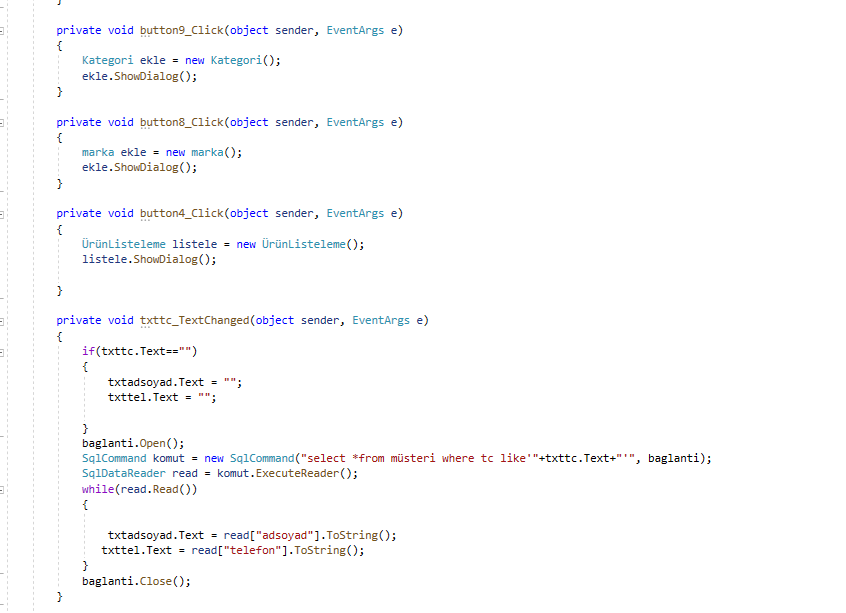 }
private void button9_Click(object sender, EventArgs e)
{
Kategori ekle = new Kategori();
ekle.ShowDialog();
}
private void button8_Click(object sender, EventArgs e)
{
marka ekle = new marka();
ekle.ShowDialog();
}
private void button4_Click(object sender, EventArgs e)
{
ÜrünListeleme listele = new ÜrünListeleme();
listele.ShowDialog();
}
private void txttc_TextChanged(object sender, EventArgs e)
{
if(txttc.Text=="")
{
txtadsoyad.Text = "";
txttel.Text = "";
}
baglanti.Open();
SqlCommand komut = new SqlCommand("select *from müsteri where tc like'"+txttc.Text+"'", baglanti);
SqlDataReader read = komut.ExecuteReader();
while(read.Read())
{
txtadsoyad.Text = read["adsoyad"].ToString();
txttel.Text = read["telefon"].ToString();
}
baglanti.Close();
}